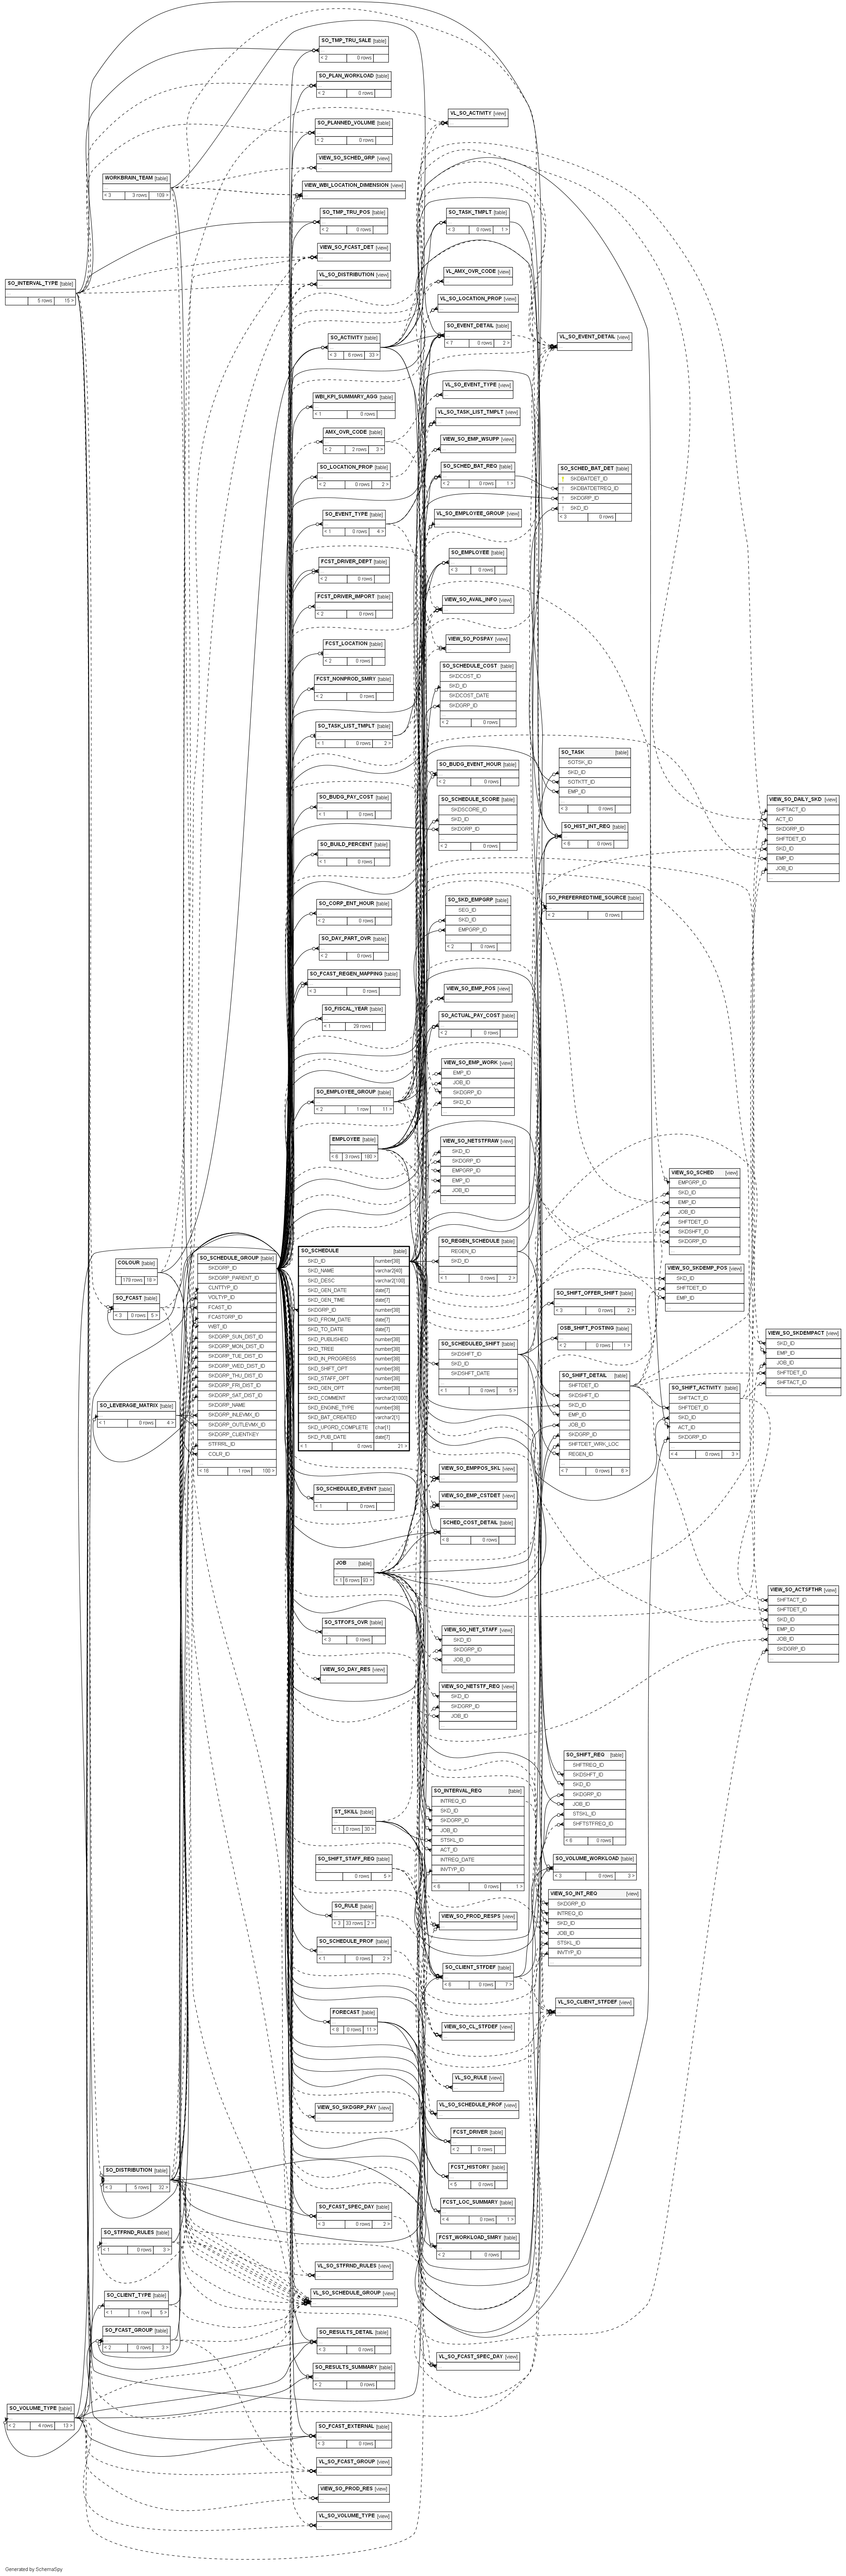 SO_INTERVAL_TYPE [table]
5 rows 15 >
WORKBRAIN_TEAM [table]
< 3 3 rows 109 >
COLOUR [table]
179 rows 18 >
SO_FCAST [table]
< 3 0 rows 5 >
SO_LEVERAGE_MATRIX [table]
< 1 0 rows 4 >
SO_DISTRIBUTION [table]
< 3 5 rows 32 >
SO_STFRND_RULES [table]
< 1 0 rows 3 >
SO_CLIENT_TYPE [table]
< 1 1 row 5 >
SO_FCAST_GROUP [table]
< 2 0 rows 3 >
SO_VOLUME_TYPE [table]
< 2 4 rows 13 >
SO_SCHEDULE_GROUP [table]
SKDGRP_ID
SKDGRP_PARENT_ID
CLNTTYP_ID
VOLTYP_ID
FCAST_ID
FCASTGRP_ID
WBT_ID
SKDGRP_SUN_DIST_ID
SKDGRP_MON_DIST_ID
SKDGRP_TUE_DIST_ID
SKDGRP_WED_DIST_ID
SKDGRP_THU_DIST_ID
SKDGRP_FRI_DIST_ID
SKDGRP_SAT_DIST_ID
SKDGRP_NAME
SKDGRP_INLEVMX_ID
SKDGRP_OUTLEVMX_ID
SKDGRP_CLIENTKEY
STFRRL_ID
COLR_ID
< 16 1 row 100 >
SO_TMP_TRU_SALE [table]
< 2 0 rows
SO_PLAN_WORKLOAD [table]
< 2 0 rows
SO_PLANNED_VOLUME [table]
< 2 0 rows
VIEW_SO_SCHED_GRP [view]
VIEW_WBI_LOCATION_DIMENSION [view]
SO_TMP_TRU_POS [table]
< 2 0 rows
VIEW_SO_FCAST_DET [view]
VL_SO_DISTRIBUTION [view]
SO_ACTIVITY [table]
< 3 6 rows 33 >
WBI_KPI_SUMMARY_AGG [table]
< 1 0 rows
AMX_OVR_CODE [table]
< 2 2 rows 3 >
SO_LOCATION_PROP [table]
< 2 0 rows 2 >
SO_EVENT_TYPE [table]
< 1 0 rows 4 >
FCST_DRIVER_DEPT [table]
< 2 0 rows
FCST_DRIVER_IMPORT [table]
< 2 0 rows
FCST_LOCATION [table]
< 2 0 rows
FCST_NONPROD_SMRY [table]
< 2 0 rows
SO_TASK_LIST_TMPLT [table]
< 1 0 rows 2 >
SO_BUDG_PAY_COST [table]
< 1 0 rows
SO_BUILD_PERCENT [table]
< 1 0 rows
SO_CORP_ENT_HOUR [table]
< 2 0 rows
SO_DAY_PART_OVR [table]
< 2 0 rows
SO_FCAST_REGEN_MAPPING [table]
< 3 0 rows
SO_FISCAL_YEAR [table]
< 1 29 rows
SO_EMPLOYEE_GROUP [table]
< 2 1 row 11 >
EMPLOYEE [table]
< 6 3 rows 180 >
SO_SCHEDULE [table]
SKD_ID number[38]
SKD_NAME varchar2[40]
SKD_DESC varchar2[100]
SKD_GEN_DATE date[7]
SKD_GEN_TIME date[7]
SKDGRP_ID number[38]
SKD_FROM_DATE date[7]
SKD_TO_DATE date[7]
SKD_PUBLISHED number[38]
SKD_TREE number[38]
SKD_IN_PROGRESS number[38]
SKD_SHIFT_OPT number[38]
SKD_STAFF_OPT number[38]
SKD_GEN_OPT number[38]
SKD_COMMENT varchar2[1000]
SKD_ENGINE_TYPE number[38]
SKD_BAT_CREATED varchar2[1]
SKD_UPGRD_COMPLETE char[1]
SKD_PUB_DATE date[7]
< 1 0 rows 21 >
SO_SCHEDULED_EVENT [table]
< 1 0 rows
JOB [table]
< 1 6 rows 83 >
SO_STFOFS_OVR [table]
< 3 0 rows
VIEW_SO_DAY_RES [view]
ST_SKILL [table]
< 1 0 rows 30 >
SO_SHIFT_STAFF_REQ [table]
0 rows 5 >
SO_RULE [table]
< 3 33 rows 2 >
SO_SCHEDULE_PROF [table]
< 1 0 rows 2 >
FORECAST [table]
< 8 0 rows 11 >
VIEW_SO_SKDGRP_PAY [view]
SO_FCAST_SPEC_DAY [table]
< 3 0 rows 2 >
VL_SO_STFRND_RULES [view]
VL_SO_SCHEDULE_GROUP [view]
SO_RESULTS_DETAIL [table]
< 3 0 rows
SO_RESULTS_SUMMARY [table]
< 2 0 rows
SO_FCAST_EXTERNAL [table]
< 3 0 rows
VL_SO_FCAST_GROUP [view]
VIEW_SO_PROD_RES [view]
VL_SO_VOLUME_TYPE [view]
VL_SO_ACTIVITY [view]
SO_TASK_TMPLT [table]
< 3 0 rows 1 >
VL_AMX_OVR_CODE [view]
VL_SO_LOCATION_PROP [view]
SO_EVENT_DETAIL [table]
< 7 0 rows 2 >
VL_SO_EVENT_TYPE [view]
VL_SO_TASK_LIST_TMPLT [view]
VIEW_SO_EMP_WSUPP [view]
SO_SCHED_BAT_REQ [table]
< 2 0 rows 1 >
VL_SO_EMPLOYEE_GROUP [view]
SO_EMPLOYEE [table]
< 3 0 rows
VIEW_SO_AVAIL_INFO [view]
VIEW_SO_POSPAY [view]
SO_SCHEDULE_COST [table]
SKDCOST_ID
SKD_ID
SKDCOST_DATE
SKDGRP_ID
< 2 0 rows
SO_BUDG_EVENT_HOUR [table]
< 2 0 rows
SO_SCHEDULE_SCORE [table]
SKDSCORE_ID
SKD_ID
SKDGRP_ID
< 2 0 rows
SO_SKD_EMPGRP [table]
SEG_ID
SKD_ID
EMPGRP_ID
< 2 0 rows
VIEW_SO_EMP_POS [view]
SO_ACTUAL_PAY_COST [table]
< 2 0 rows
VIEW_SO_EMP_WORK [view]
EMP_ID
JOB_ID
SKDGRP_ID
SKD_ID
VIEW_SO_NETSTFRAW [view]
SKD_ID
SKDGRP_ID
EMPGRP_ID
EMP_ID
JOB_ID
SO_REGEN_SCHEDULE [table]
REGEN_ID
SKD_ID
< 1 0 rows 2 >
SO_SCHEDULED_SHIFT [table]
SKDSHFT_ID
SKD_ID
SKDSHFT_DATE
< 1 0 rows 5 >
VIEW_SO_EMPPOS_SKL [view]
VIEW_SO_EMP_CSTDET [view]
SCHED_COST_DETAIL [table]
< 8 0 rows
VIEW_SO_NET_STAFF [view]
SKD_ID
SKDGRP_ID
JOB_ID
VIEW_SO_NETSTF_REQ [view]
SKD_ID
SKDGRP_ID
JOB_ID
SO_INTERVAL_REQ [table]
INTREQ_ID
SKD_ID
SKDGRP_ID
JOB_ID
STSKL_ID
ACT_ID
INTREQ_DATE
INVTYP_ID
< 6 0 rows 1 >
VIEW_SO_PROD_RESPS [view]
SO_CLIENT_STFDEF [table]
< 6 0 rows 7 >
VIEW_SO_CL_STFDEF [view]
VL_SO_RULE [view]
VL_SO_SCHEDULE_PROF [view]
FCST_DRIVER [table]
< 2 0 rows
FCST_HISTORY [table]
< 5 0 rows
FCST_LOC_SUMMARY [table]
< 4 0 rows 1 >
FCST_WORKLOAD_SMRY [table]
< 2 0 rows
VL_SO_FCAST_SPEC_DAY [view]
VL_SO_EVENT_DETAIL [view]
SO_SCHED_BAT_DET [table]
SKDBATDET_ID
SKDBATDETREQ_ID
SKDGRP_ID
SKD_ID
< 3 0 rows
SO_TASK [table]
SOTSK_ID
SKD_ID
SOTKTT_ID
EMP_ID
< 3 0 rows
SO_HIST_INT_REQ [table]
< 6 0 rows
SO_PREFERREDTIME_SOURCE [table]
< 2 0 rows
SO_SHIFT_OFFER_SHIFT [table]
< 3 0 rows 2 >
OSB_SHIFT_POSTING [table]
< 2 0 rows 1 >
SO_SHIFT_DETAIL [table]
SHFTDET_ID
SKDSHFT_ID
SKD_ID
EMP_ID
JOB_ID
SKDGRP_ID
SHFTDET_WRK_LOC
REGEN_ID
< 7 0 rows 6 >
SO_SHIFT_REQ [table]
SHFTREQ_ID
SKDSHFT_ID
SKD_ID
SKDGRP_ID
JOB_ID
STSKL_ID
SHFTSTFREQ_ID
< 6 0 rows
SO_VOLUME_WORKLOAD [table]
< 3 0 rows 3 >
VIEW_SO_INT_REQ [view]
SKDGRP_ID
INTREQ_ID
SKD_ID
JOB_ID
STSKL_ID
INVTYP_ID
VL_SO_CLIENT_STFDEF [view]
VIEW_SO_SCHED [view]
EMPGRP_ID
SKD_ID
EMP_ID
JOB_ID
SHFTDET_ID
SKDSHFT_ID
SKDGRP_ID
VIEW_SO_SKDEMP_POS [view]
SKD_ID
SHFTDET_ID
EMP_ID
SO_SHIFT_ACTIVITY [table]
SHFTACT_ID
SHFTDET_ID
SKD_ID
ACT_ID
SKDGRP_ID
< 4 0 rows 3 >
VIEW_SO_DAILY_SKD [view]
SHFTACT_ID
ACT_ID
SKDGRP_ID
SHFTDET_ID
SKD_ID
EMP_ID
JOB_ID
VIEW_SO_SKDEMPACT [view]
SKD_ID
EMP_ID
JOB_ID
SHFTDET_ID
SHFTACT_ID
VIEW_SO_ACTSFTHR [view]
SHFTACT_ID
SHFTDET_ID
SKD_ID
EMP_ID
JOB_ID
SKDGRP_ID
Generated by SchemaSpy